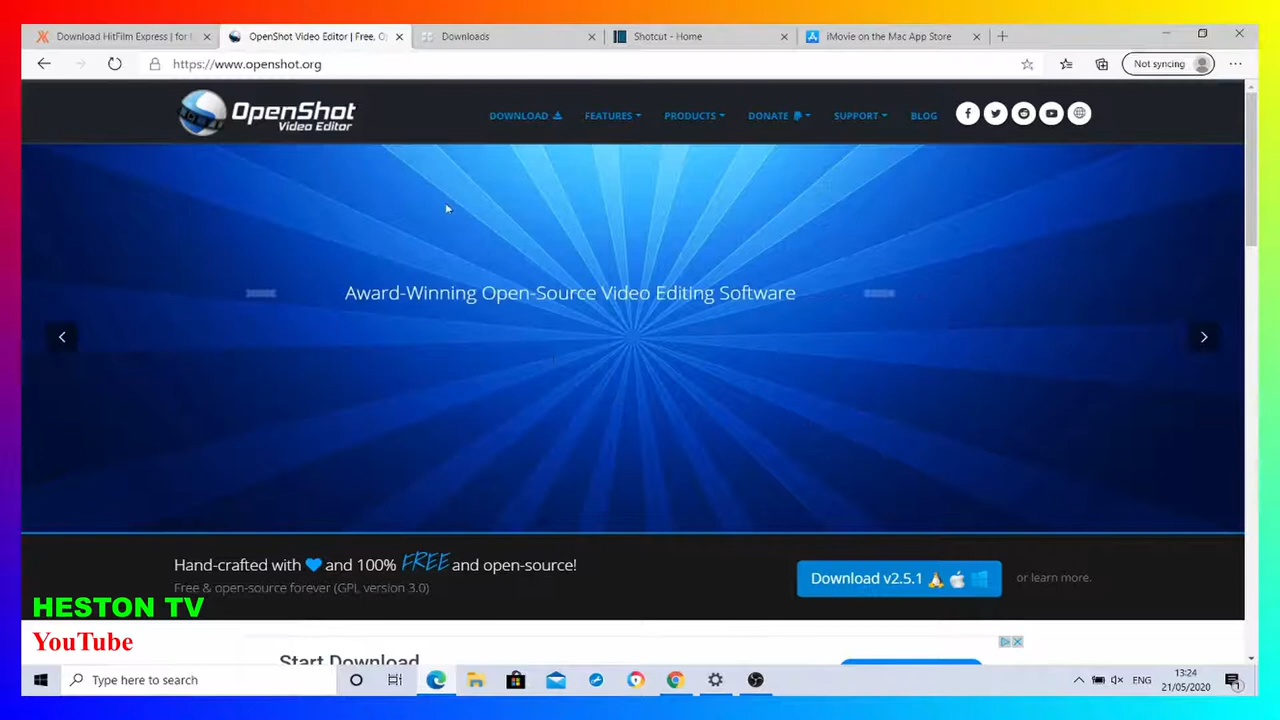 Download HitFilm Express | for
OpenShot Video Editor | Free, O
Downloads
Shotcut - Home
iMovie on the Mac App Store
https://www.openshot.org
Not syncing
OpenShot
Video Editor
DOWNLOAD
FEATURES
PRODUCTS
DONATE
SUPPORT
BLOG
Award-Winning Open-Source Video Editing Software
Hand-crafted with and 100% FREE and open-source!
Free & open-source forever (GPL version 3.0)
Download v2.5.1
or learn more.
HESTON TV
YouTube
Start Download
Type here to search
ENG
13:24
21/05/2020
1